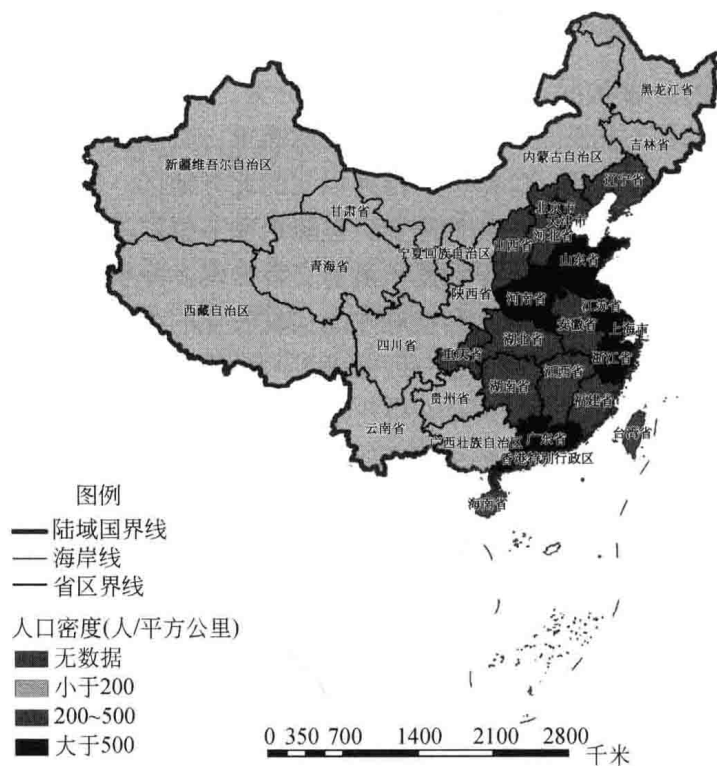 黑龙江省
吉林省
内蒙古自治区
新疆维吾尔自治区
辽宁省
北京市
天津市
甘肃省
河北省
山西省
宁夏回族自治区
山东省
青海省
陕西省
河南省
西藏自治区
江苏省
安徽省
上海市
四川省
湖北省
重庆省
浙江省
湖南省
江西省
贵州省
福建省
云南省
广西壮族自治区
广东省
台湾省
香港特别行政区
海南省
图例
陆域国界线
海岸线
省区界线
人口密度(人/平方公里)
无数据
小于200
200~500
大于500
0 350 700 1400 2100 2800 千米